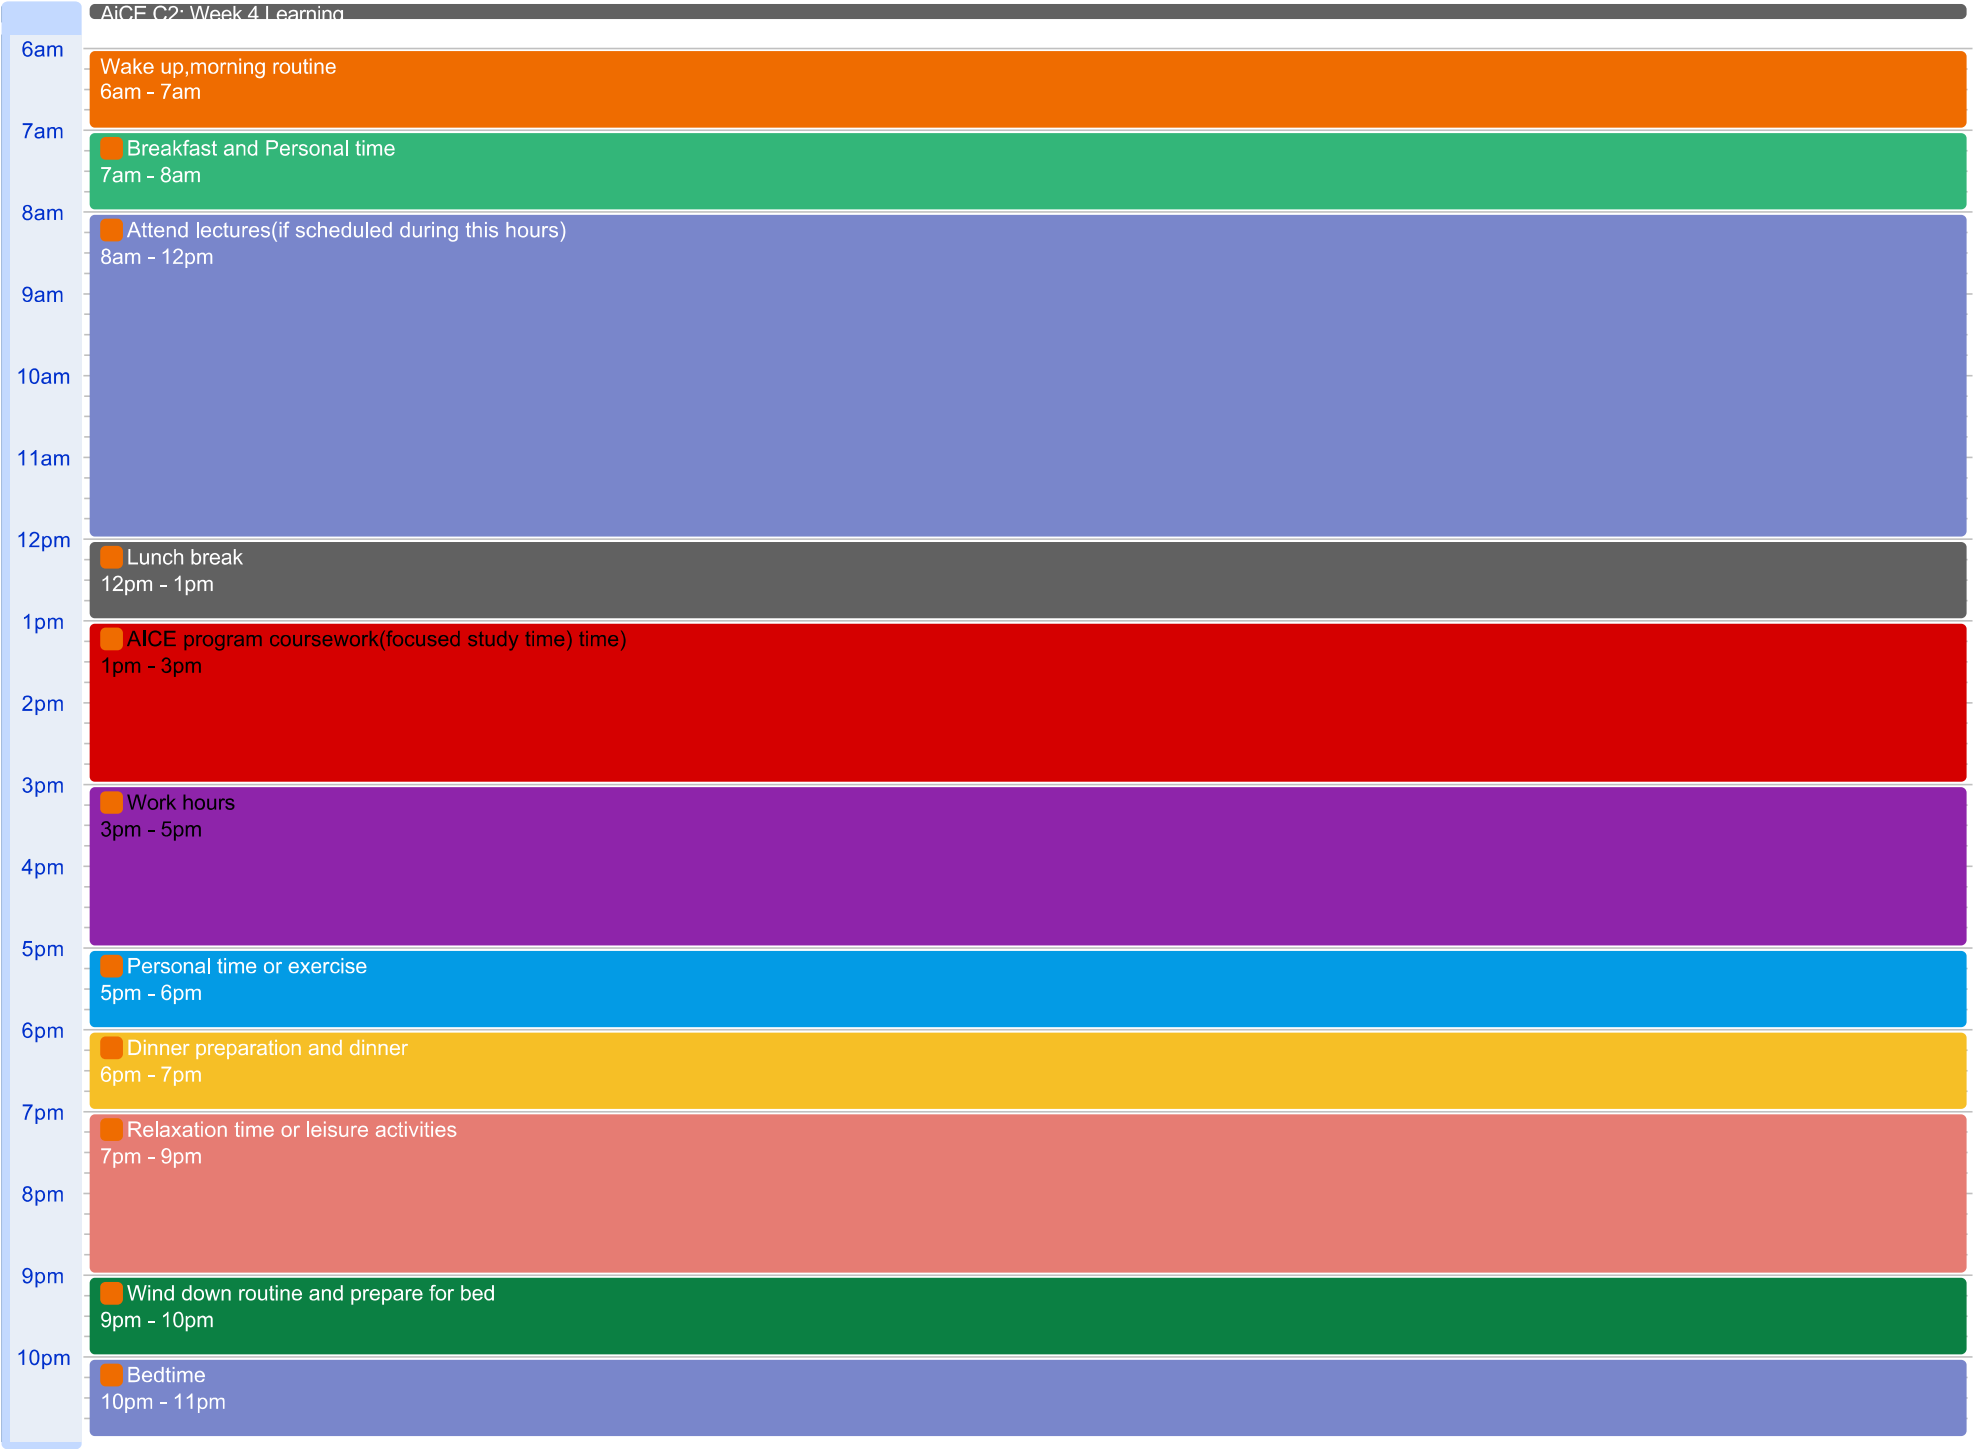 AiCE C2: Week 4 Learning
6am
Wake up,morning routine
6am - 7am
7am
Breakfast and Personal time
7am - 8am
8am
Attend lectures(if scheduled during this hours)
8am - 12pm
9am
10am
11am
12pm
Lunch break
12pm - 1pm
1pm
AICE program coursework(focused study time) time)
1pm - 3pm
2pm
3pm
Work hours
3pm - 5pm
4pm
5pm
Personal time or exercise
5pm - 6pm
6pm
Dinner preparation and dinner
6pm - 7pm
7pm
Relaxation time or leisure activities
7pm - 9pm
8pm
9pm
Wind down routine and prepare for bed
9pm - 10pm
10pm
Bedtime
10pm - 11pm